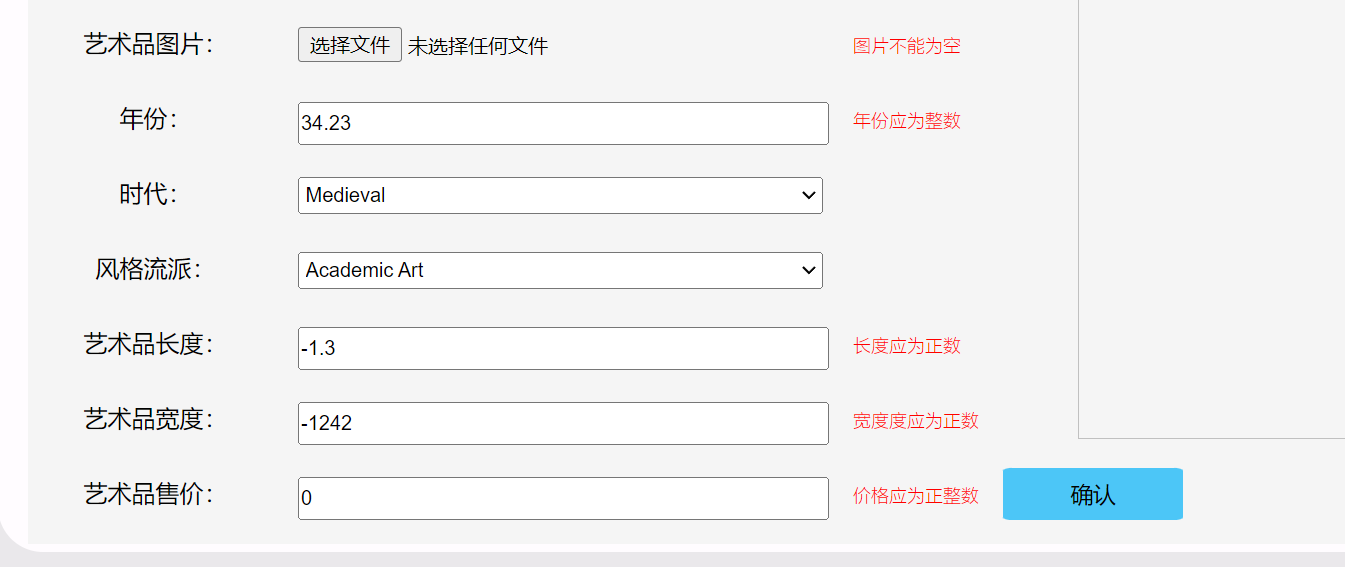 艺术品图片： 选择文件 未选择任何文件 图片不能为空
年份： 34.23 年份应为整数
时代： Medieval
风格流派： Academic Art
艺术品长度： -1.3 长度应为正数
艺术品宽度： -1242 宽度度应为正数
艺术品售价： 0 价格应为正整数 确认